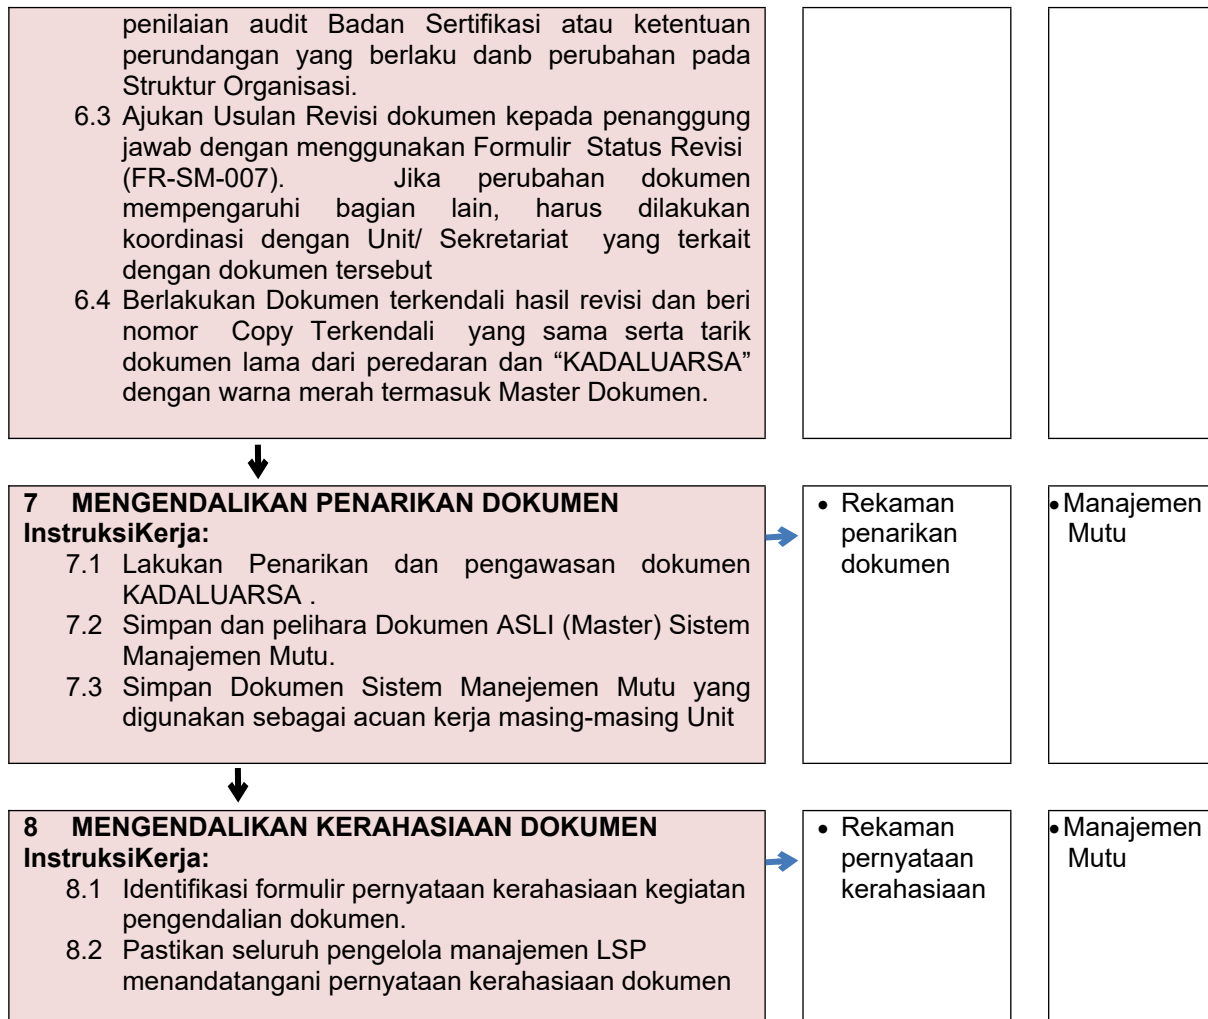 penilaian audit Badan Sertifikasi atau ketentuan
perundangan yang berlaku danb perubahan pada
Struktur Organisasi.
6.3 Ajukan Usulan Revisi dokumen kepada penanggung
jawab dengan menggunakan Formulir Status Revisi
(FR-SM-007). Jika perubahan dokumen
mempengaruhi bagian lain, harus dilakukan
koordinasi dengan Unit/ Sekretariat yang terkait
dengan dokumen tersebut
6.4 Berlakukan Dokumen terkendali hasil revisi dan beri
nomor Copy Terkendali yang sama serta tarik
dokumen lama dari peredaran dan “KADALUARSA”
dengan warna merah termasuk Master Dokumen.
7 MENGENDALIKAN PENARIKAN DOKUMEN
InstruksiKerja:
7.1 Lakukan Penarikan dan pengawasan dokumen
KADALUARSA .
7.2 Simpan dan pelihara Dokumen ASLI (Master) Sistem
Manajemen Mutu.
7.3 Simpan Dokumen Sistem Manejemen Mutu yang
digunakan sebagai acuan kerja masing-masing Unit
• Rekaman
penarikan
dokumen
• Manajemen
Mutu
8 MENGENDALIKAN KERAHASIAAN DOKUMEN
InstruksiKerja:
8.1 Identifikasi formulir pernyataan kerahasiaan kegiatan
pengendalian dokumen.
8.2 Pastikan seluruh pengelola manajemen LSP
menandatangani pernyataan kerahasiaan dokumen
• Rekaman
pernyataan
kerahasiaan
• Manajemen
Mutu